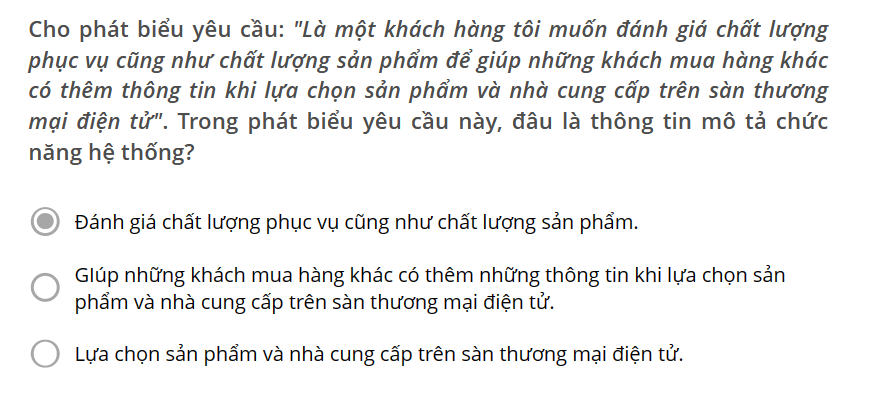 Cho phát biểu yêu cầu: "Là một khách hàng tôi muốn đánh giá chất lượng
phục vụ cũng như chất lượng sản phẩm để giúp những khách mua hàng khác
có thêm thông tin khi lựa chọn sản phẩm và nhà cung cấp trên sàn thương
mại điện tử". Trong phát biểu yêu cầu này, đâu là thông tin mô tả chức
năng hệ thống?
Đánh giá chất lượng phục vụ cũng như chất lượng sản phẩm.
GIúp những khách mua hàng khác có thêm những thông tin khi lựa chọn sản
phẩm và nhà cung cấp trên sàn thương mại điện tử.
Lựa chọn sản phẩm và nhà cung cấp trên sàn thương mại điện tử.